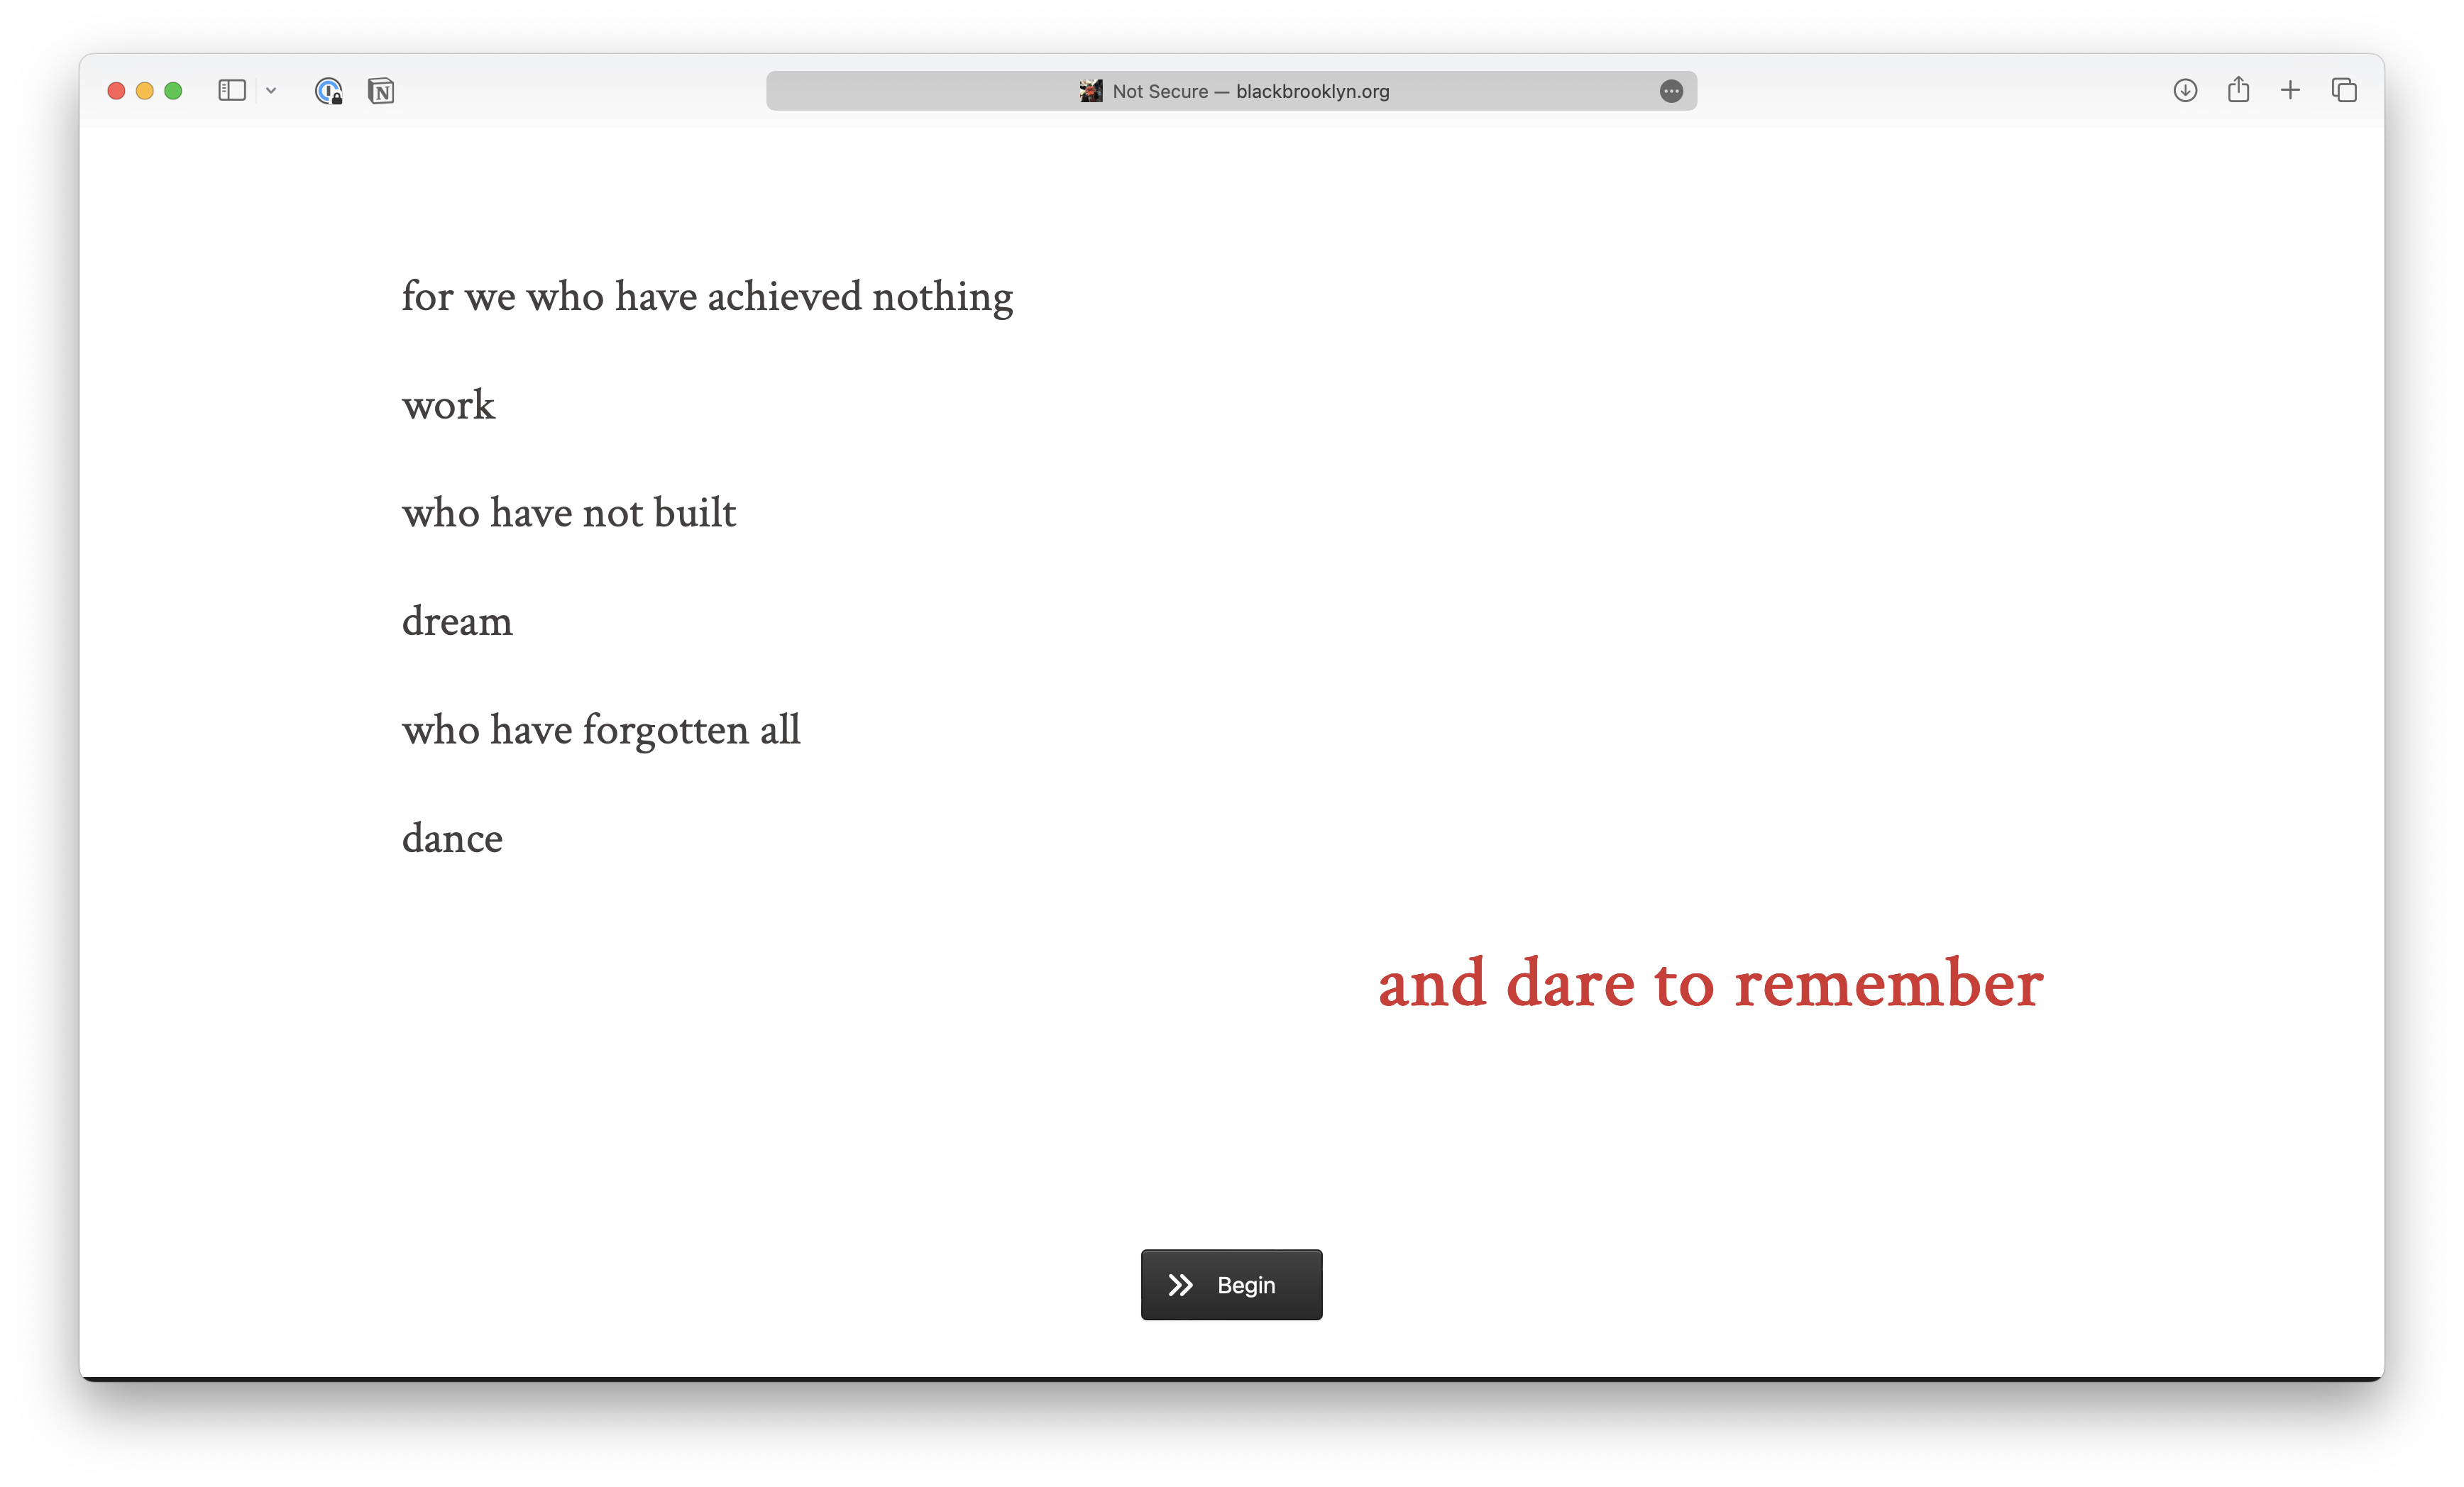 Not Secure — blackbrooklyn.org
for we who have achieved nothing
work
who have not built
dream
who have forgotten all
dance
and dare to remember
Begin